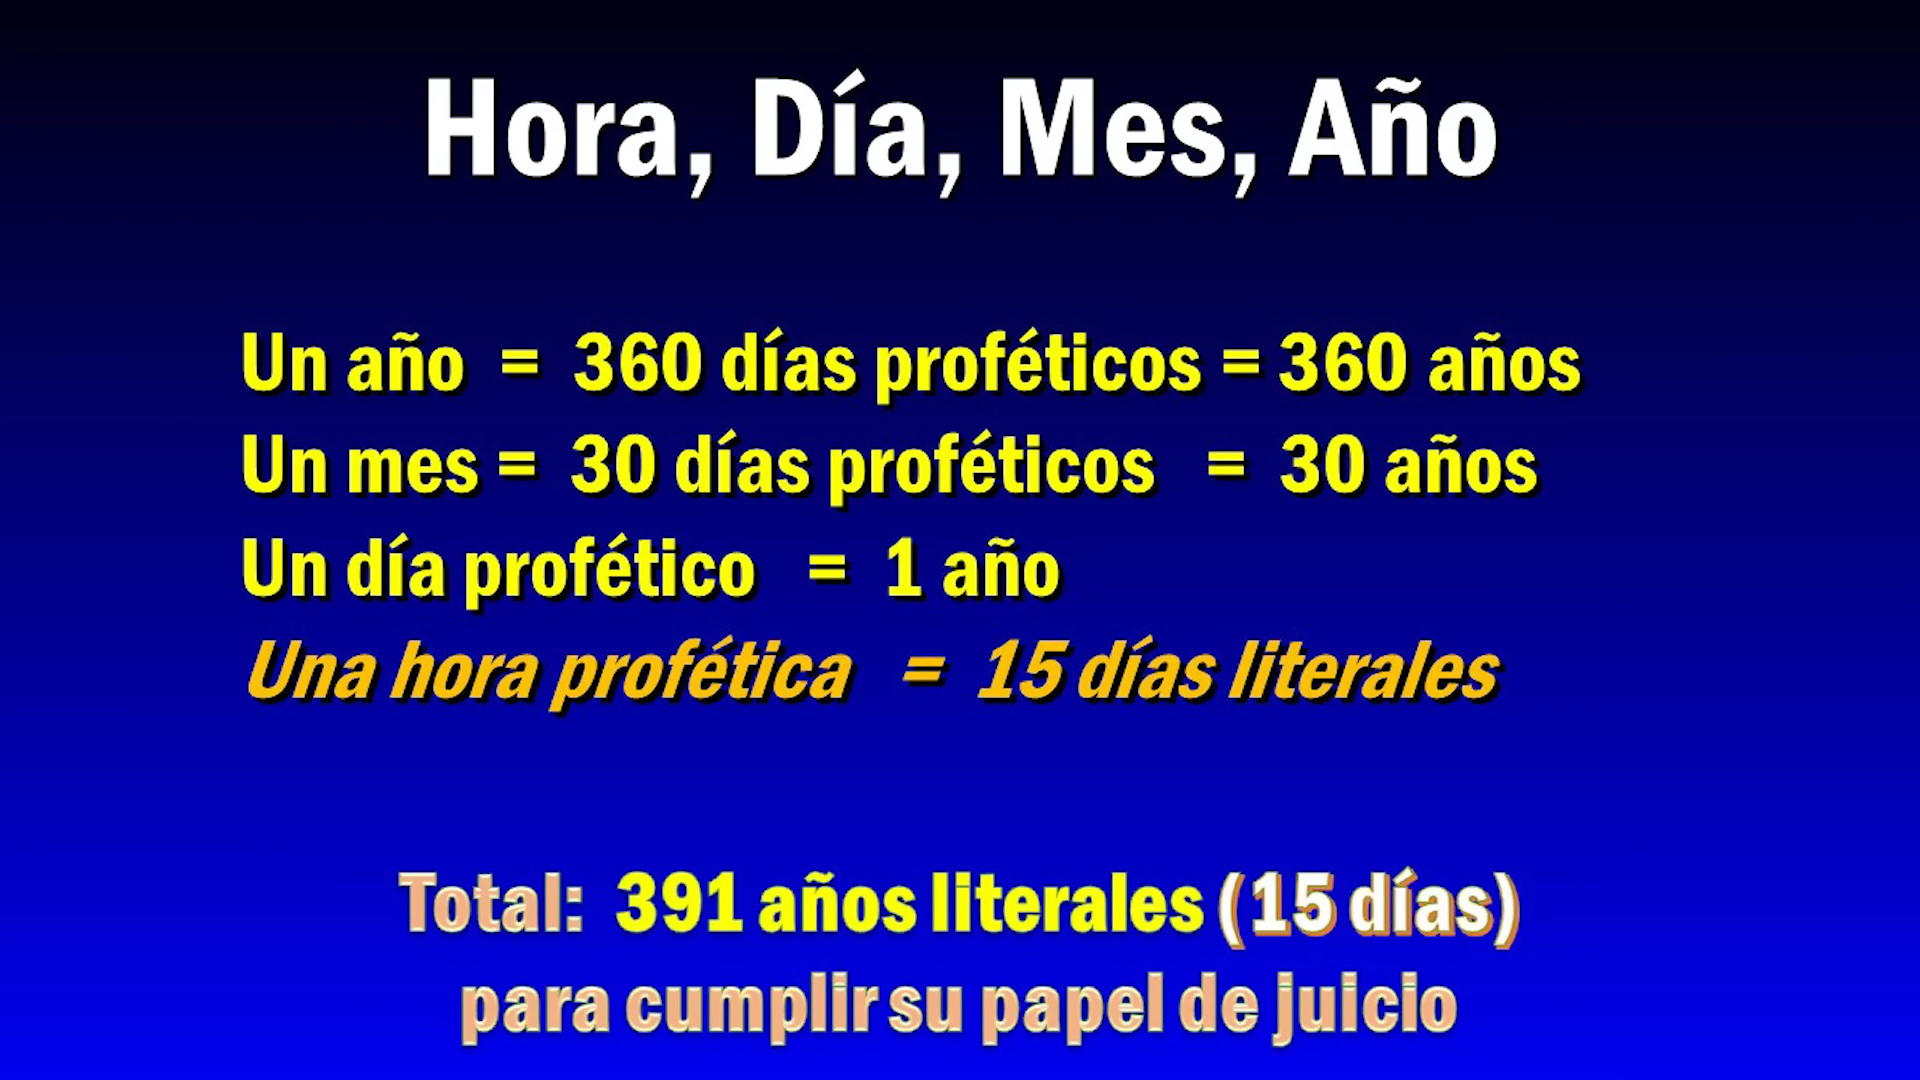 Hora, Día, Mes, Año
Un año = 360 días proféticos = 360 años
Un mes = 30 días proféticos = 30 años
Un día profético = 1 año
Una hora profética = 15 días literales
Total: 391 años literales (15 días)
para cumplir su papel de juicio